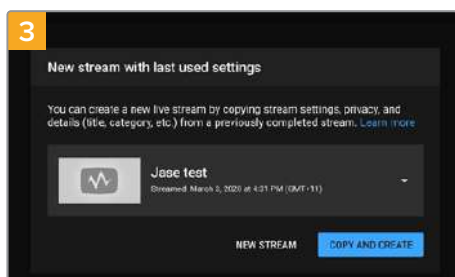 3
New stream with last used settings
You can create a new live stream by copying stream settings, privacy, and
details (title, category, etc.) from a previously completed stream. Learn more
Jase test
Streamed: March 3, 2020 at 4:31 PM (GMT+11)
NEW STREAM
COPY AND CREATE